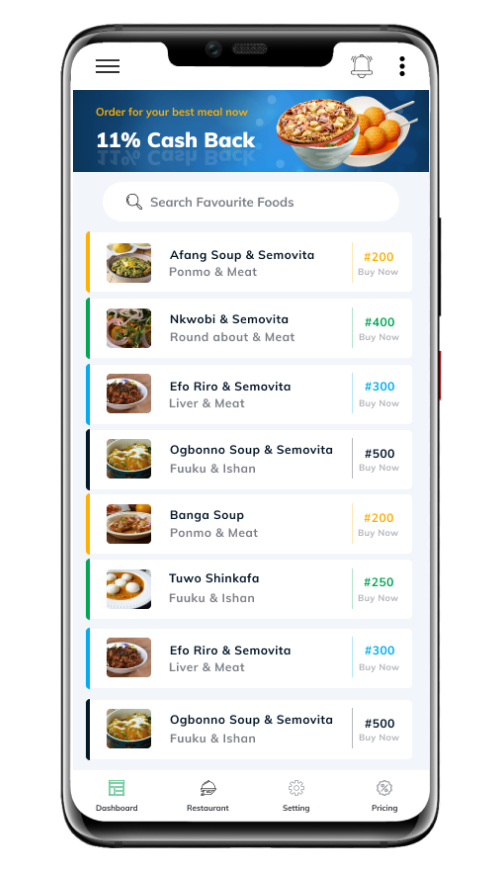 Order for your best meal now
11% Cash Back
Search Favourite Foods
Afang Soup & Semovita
Ponmo & Meat
#200
Buy Now
Nkwobi & Semovita
Round about & Meat
#400
Buy Now
Efo Riro & Semovita
Liver & Meat
#300
Buy Now
Ogbonno Soup & Semovita
Fuuku & Ishan
#500
Buy Now
Banga Soup
Ponmo & Meat
#200
Buy Now
Tuwo Shinkafa
Fuuku & Ishan
#250
Buy Now
Efo Riro & Semovita
Liver & Meat
#300
Buy Now
Ogbonno Soup & Semovita
Fuuku & Ishan
#500
Buy Now
Dashboard
Restaurant
Setting
Pricing